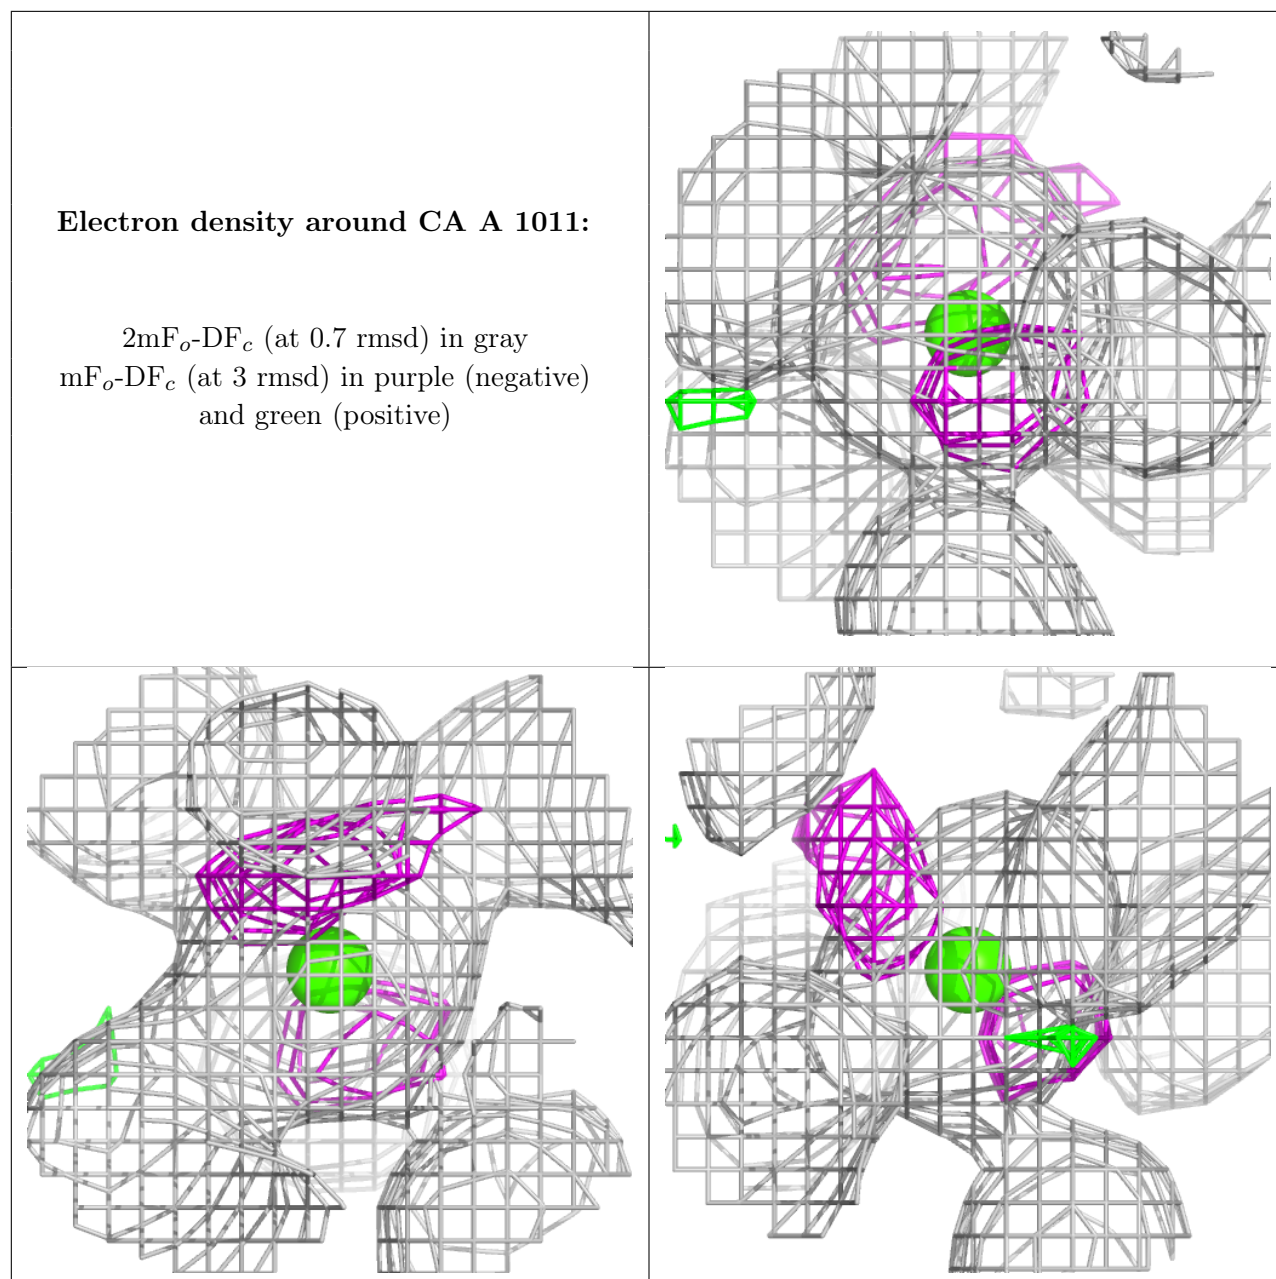 Electron density around CA A 1011:
2mFo-DFc (at 0.7 rmsd) in gray
mFo-DFc (at 3 rmsd) in purple (negative)
and green (positive)